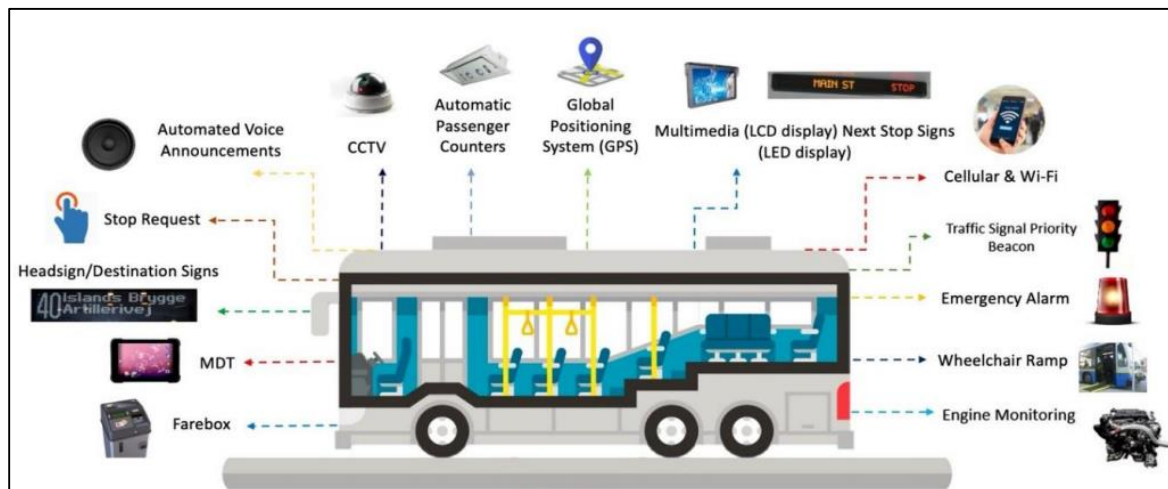 Automated Voice
Announcements
CCTV
Automatic
Passenger
Counters
Global
Positioning
System (GPS)
MAIN ST STOP
Multimedia (LCD display) Next Stop Signs
(LED display)
Cellular & Wi-Fi
Stop Request
Traffic Signal Priority
Beacon
Headsign/Destination Signs
40 Islands Brygge
Artillerivej
Emergency Alarm
MDT
Wheelchair Ramp
Farebox
Engine Monitoring